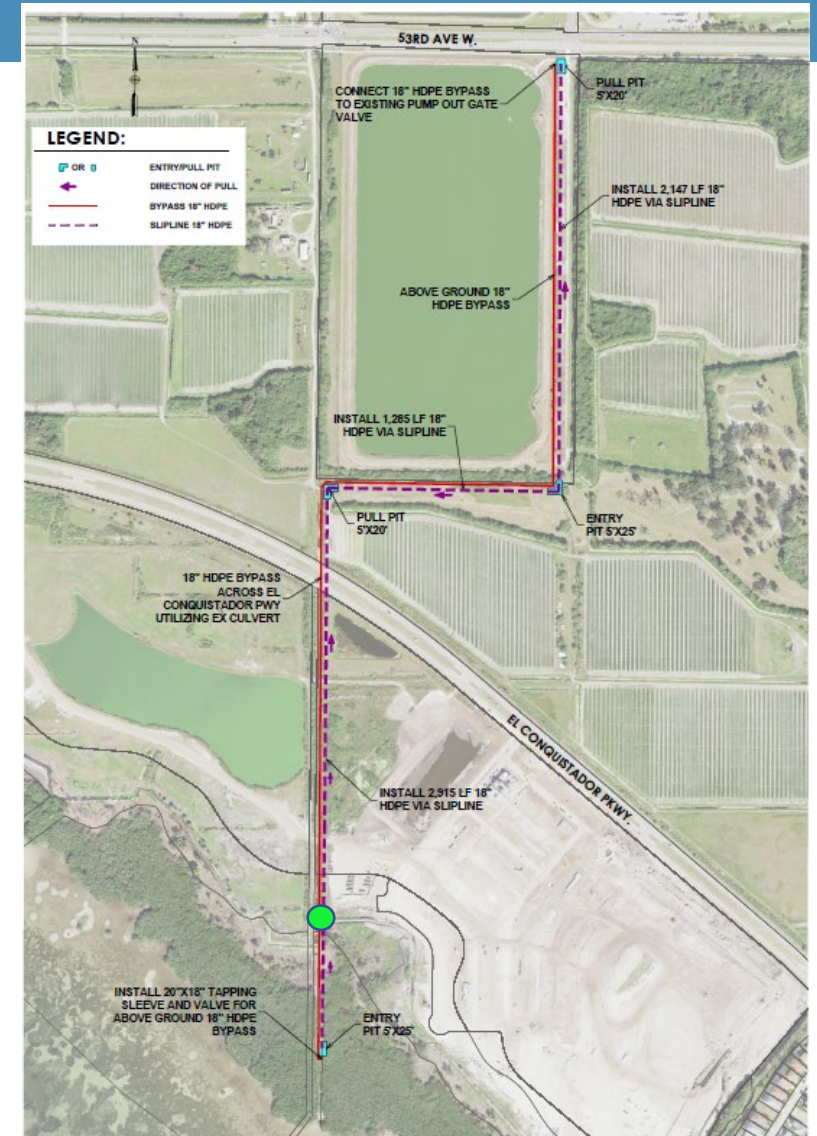 53RD AVE W.
N
CONNECT 18" HDPE BYPASS
TO EXISTING PUMP OUT GATE
VALVE
PULL PIT
5'X20'
LEGEND:
OR
ENTRY/PULL PIT
DIRECTION OF PULL
BYPASS 18" HDPE
SLIPLINE 18" HDPE
INSTALL 2,147 LF 18"
HDPE VIA SLIPLINE
ABOVE GROUND 18"
HDPE BYPASS
INSTALL 1,285 LF 18"
HDPE VIA SLIPLINE
PULL PIT
5'X20'
ENTRY
PIT 5'X25'
18" HDPE BYPASS
ACROSS EL
CONQUISTADOR PWY
UTILIZING EX CULVERT
EL CONQUISTADOR PKWY.
INSTALL 2,915 LF 18"
HDPE VIA SLIPLINE
INSTALL 20"X18" TAPPING
SLEEVE AND VALVE FOR
ABOVE GROUND 18" HDPE
BYPASS
ENTRY
PIT 5'X25'